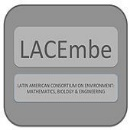 LACEmbe
LATIN AMERICAN CONSORTIUM ON ENVIRONMENT,
MATHEMATICS, BIOLOGY & ENGINEERING